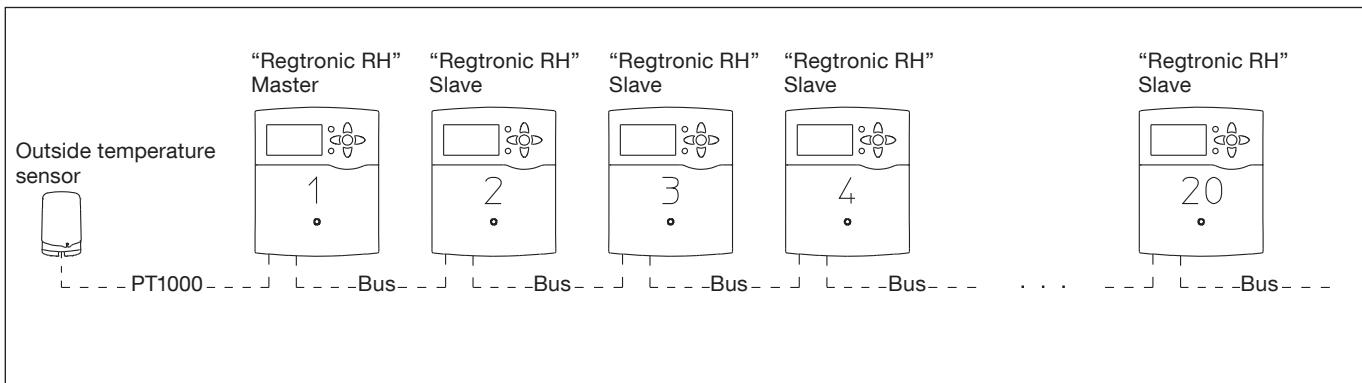 “Regtronic RH”
Master
“Regtronic RH”
Slave
“Regtronic RH”
Slave
“Regtronic RH”
Slave
“Regtronic RH”
Slave
Outside temperature
sensor
1
2
3
4
20
PT1000
Bus
Bus
Bus
Bus
. . .
Bus